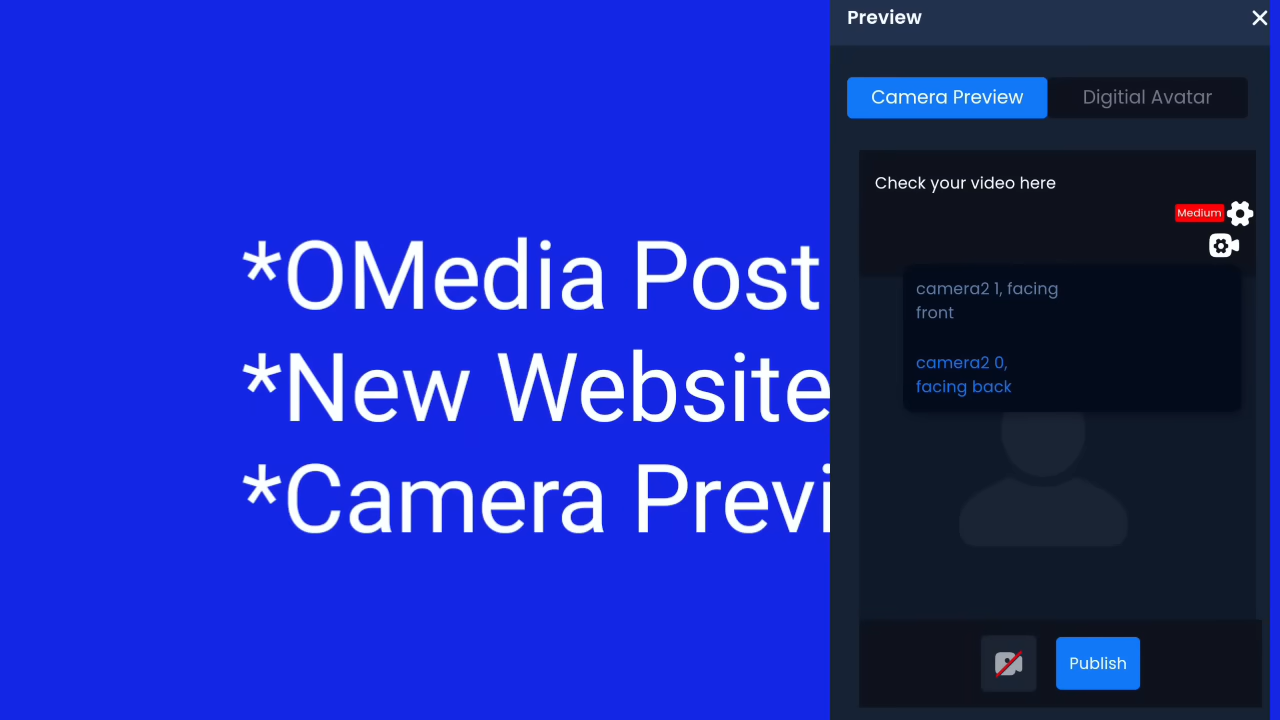 *OMedia Post
*New Website
*Camera Previ
Preview
Camera Preview
Digitial Avatar
Check your video here
Medium
camera2 1, facing
front
camera2 0,
facing back
Publish